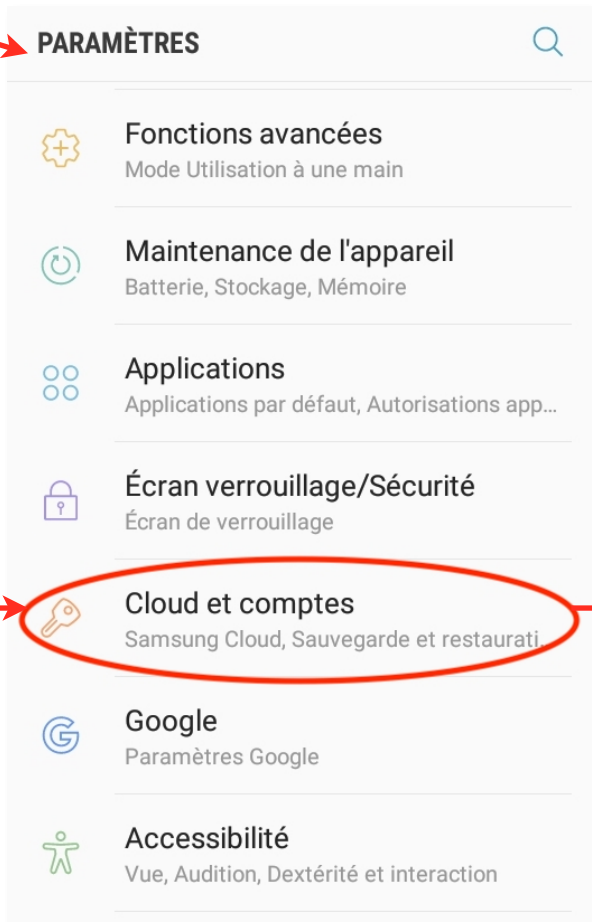 PARAMÈTRES
Fonctions avancées
Mode Utilisation à une main
Maintenance de l'appareil
Batterie, Stockage, Mémoire
Applications
Applications par défaut, Autorisations app...
Écran verrouillage/Sécurité
Écran de verrouillage
Cloud et comptes
Samsung Cloud, Sauvegarde et restaurati..
Google
Paramètres Google
Accessibilité
Vue, Audition, Dextérité et interaction